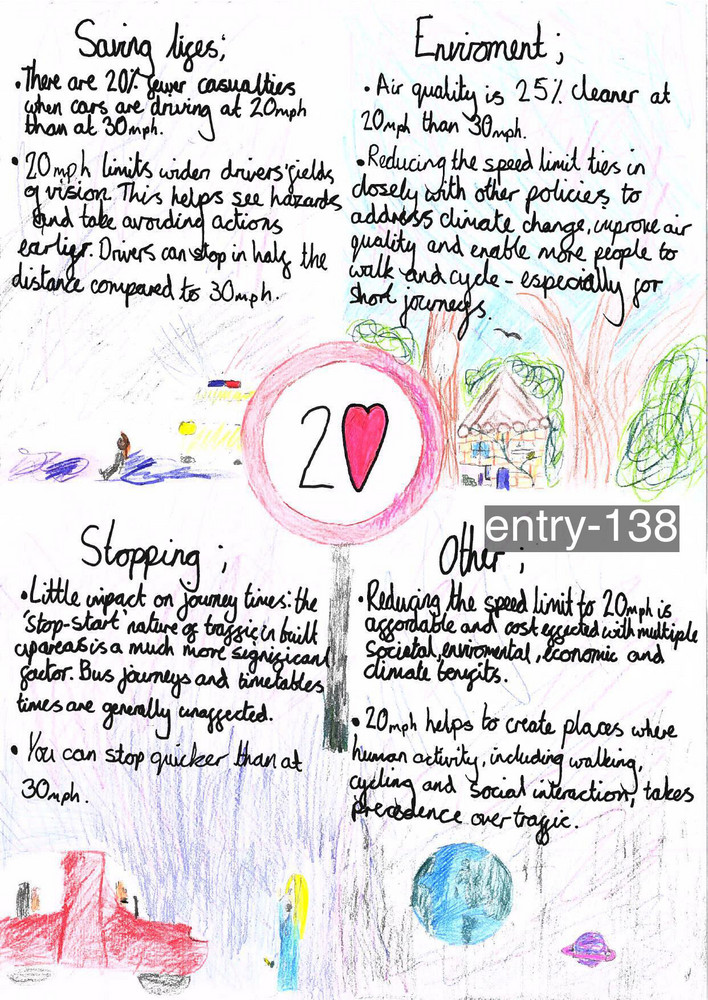 Saving lifes;
• There are 20% fewer casualties
when cars are driving at 20mph
than at 30mph.
• 20mph limits widen drivers' fields
of vision. This helps see hazards
and take avoiding actions
earlier. Drivers can stop in half the
distance compared to 30mph.
Enviroment;
• Air quality is 25% cleaner at
20mph than 30mph.
• Reducing the speed limit ties in
closely with other policies to
address climate change, improve air
quality and enable more people to
walk and cycle - especially for
short journeys.
2
entry-138
Stopping;
• Little impact on journey times: the
'stop-start' nature of traffic in built
up areas is a much more significant
factor. Bus journeys and timetables
times are generally unaffected.
• You can stop quicker than at
30mph.
Other;
• Reducing the speed limit to 20mph is
affordable and cost effected with multiple
societal, enviromental, economic and
climate benifits.
• 20mph helps to create places where
human activity, including walking,
cycling and social interaction, takes
precedence over traffic.